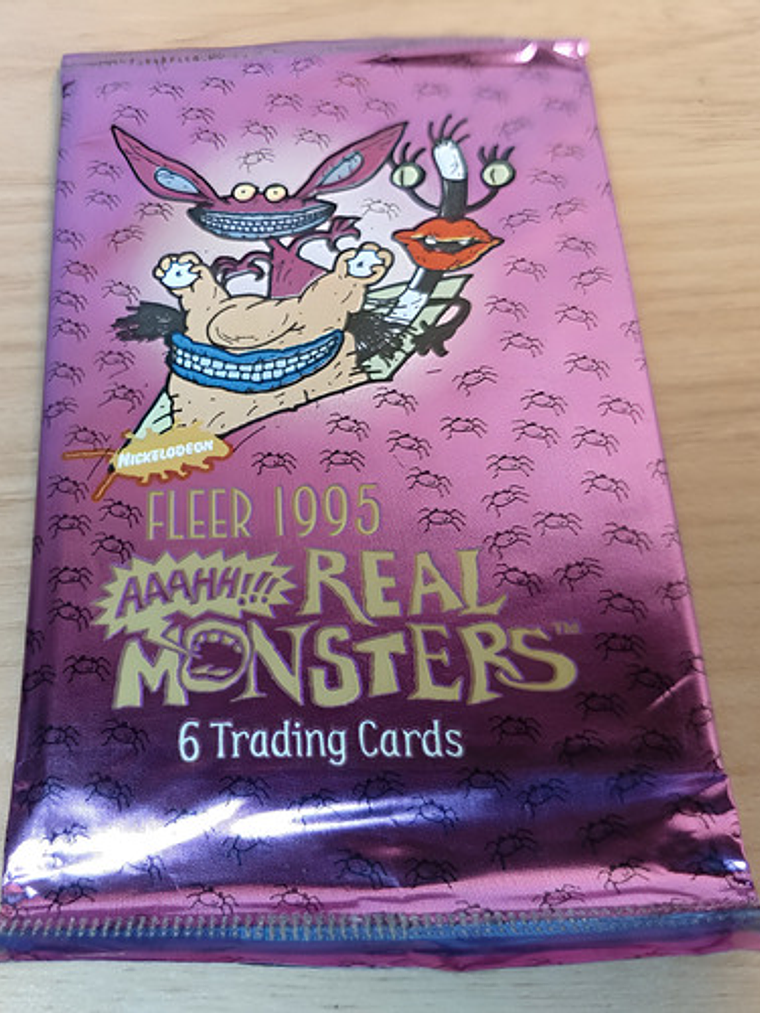 NICKELODEON
FLEER 1995
AAAHH!!! REAL
MONSTERS™
6 Trading Cards